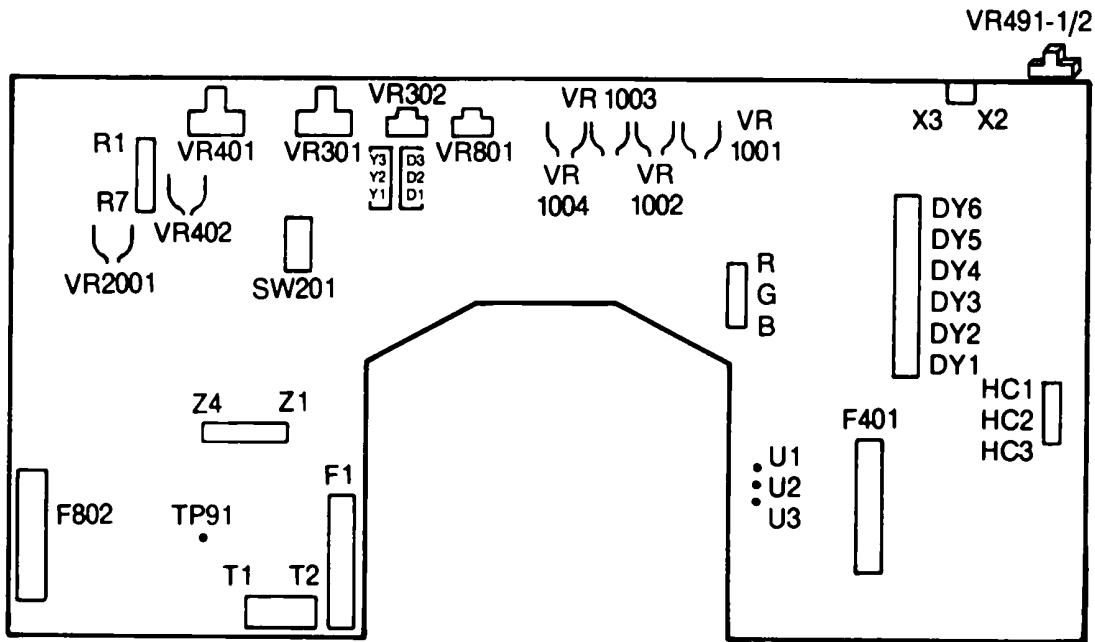 VR491-1/2
VR302
VR 1003
X3 X2
R1
VR401
VR301
VR801
VR
1001
Y3
Y2
Y1
D3
D2
D1
VR
1004
VR
1002
R7
VR402
VR2001
SW201
DY6
DY5
DY4
DY3
DY2
DY1
R
G
B
HC1
HC2
HC3
Z4 Z1
F401
F1
U1
U2
U3
F802
TP91
T1 T2